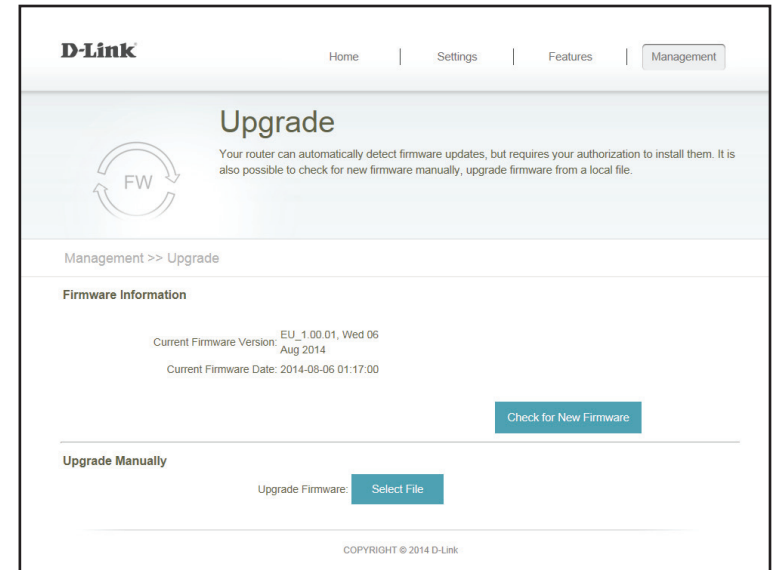 D-Link
Home | Settings | Features | Management
Upgrade
Your router can automatically detect firmware updates, but requires your authorization to install them. It is
also possible to check for new firmware manually, upgrade firmware from a local file.
FW
Management >> Upgrade
Firmware Information
Current Firmware Version: EU_1.00.01, Wed 06
Aug 2014
Current Firmware Date: 2014-08-06 01:17:00
Check for New Firmware
Upgrade Manually
Upgrade Firmware: Select File
COPYRIGHT © 2014 D-Link